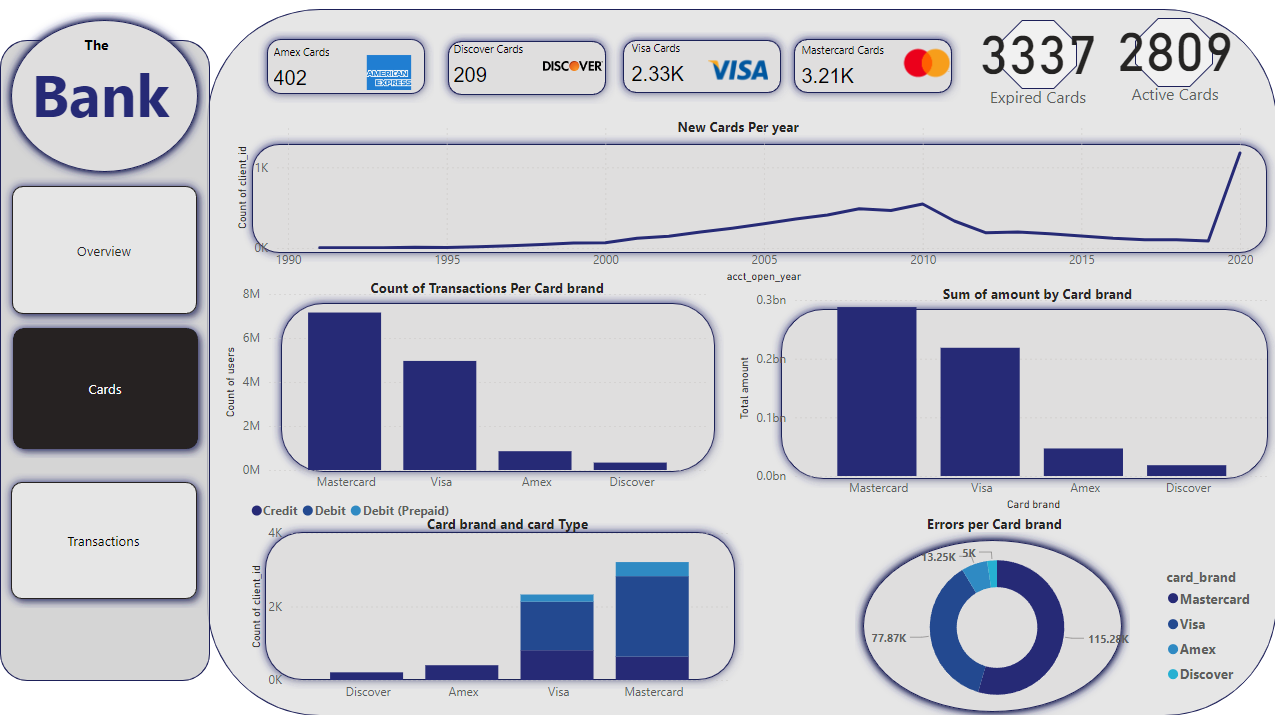 The
Bank
Overview
Cards
Transactions
Amex Cards
402
AMERICAN
EXPRESS
Discover Cards
209
DISCOVER
Visa Cards
2.33K
VISA
Mastercard Cards
3.21K
3337
Expired Cards
2809
Active Cards
New Cards Per year
Count of client_id
1K
0K
1990 1995 2000 2005 2010 2015 2020
acct_open_year
Count of Transactions Per Card brand
Count of users
8M
6M
4M
2M
0M
Mastercard Visa Amex Discover
Sum of amount by Card brand
Total amount
0.3bn
0.2bn
0.1bn
0.0bn
Mastercard Visa Amex Discover
Card brand
Credit Debit Debit (Prepaid)
Card brand and card Type
Count of client_id
4K
2K
0K
Discover Amex Visa Mastercard
Errors per Card brand
13.25K 5K
77.87K
115.28K
card_brand
Mastercard
Visa
Amex
Discover